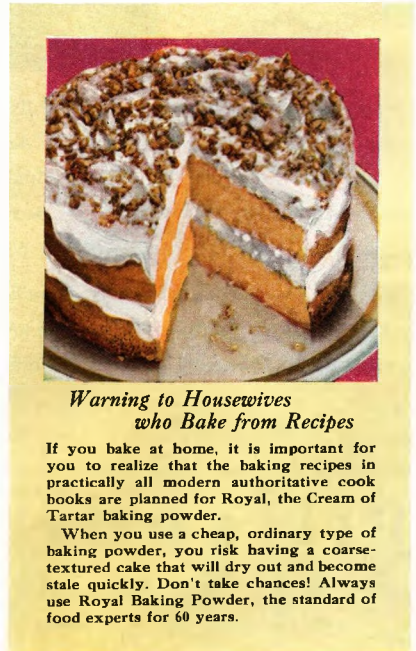 Warning to Housewives
who Bake from Recipes
If you bake at home, it is important for
you to realize that the baking recipes in
practically all modern authoritative cook
books are planned for Royal, the Cream of
Tartar baking powder.
When you use a cheap, ordinary type of
baking powder, you risk having a coarse-
textured cake that will dry out and become
stale quickly. Don't take chances! Always
use Royal Baking Powder, the standard of
food experts for 60 years.